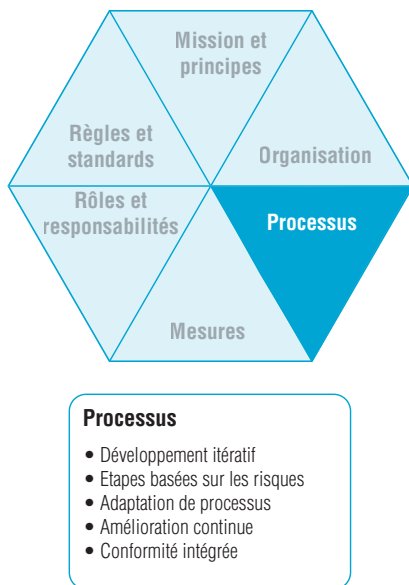 Mission et
principes
Règles et
standards
Organisation
Rôles et
responsabilités
Processus
Mesures
Processus
• Développement itératif
• Etapes basées sur les risques
• Adaptation de processus
• Amélioration continue
• Conformité intégrée